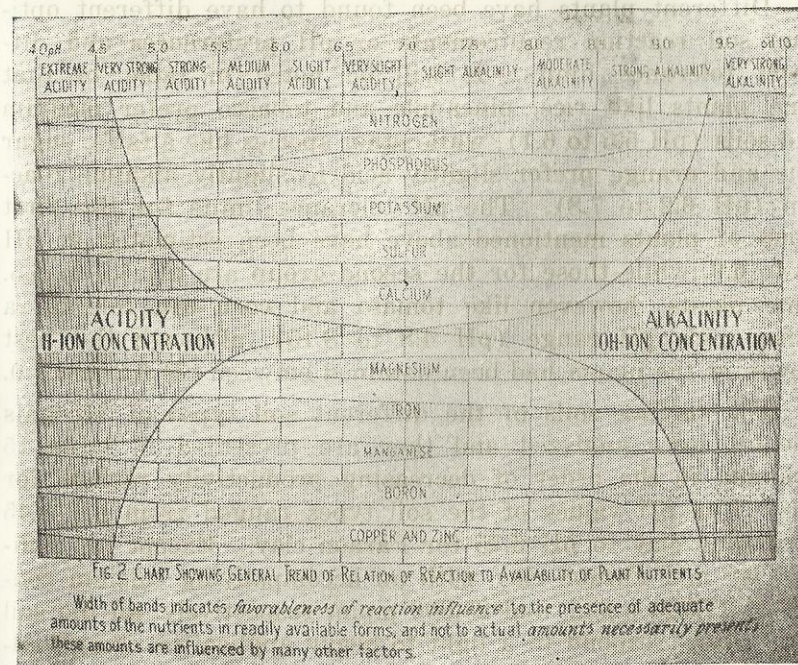 4.0 pH 4.5 5.0 5.5 6.0 6.5 7.0 7.5 8.0 8.5 9.0 9.5 pH 10.
EXTREME ACIDITY VERY STRONG ACIDITY STRONG ACIDITY MEDIUM ACIDITY SLIGHT ACIDITY VERY SLIGHT ACIDITY SLIGHT ALKALINITY MODERATE ALKALINITY STRONG ALKALINITY VERY STRONG ALKALINITY
NITROGEN
PHOSPHORUS
POTASSIUM
SULFUR
CALCIUM
ACIDITY
H-ION CONCENTRATION
ALKALINITY
OH-ION CONCENTRATION
MAGNESIUM
IRON
MANGANESE
BORON
COPPER AND ZINC
FIG. 2. CHART SHOWING GENERAL TREND OF RELATION OF REACTION TO AVAILABILITY OF PLANT NUTRIENTS
Width of bands indicates favorableness of reaction influence to the presence of adequate
amounts of the nutrients in readily available forms, and not to actual amounts necessarily present;
these amounts are influenced by many other factors.